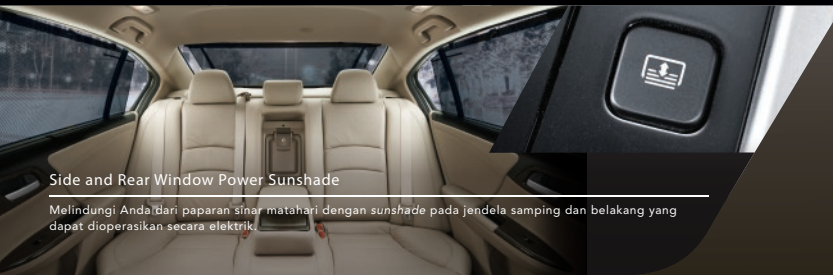 Side and Rear Window Power Sunshade
Melindungi Anda dari paparan sinar matahari dengan sunshade pada jendela samping dan belakang yang
dapat dioperasikan secara elektrik.